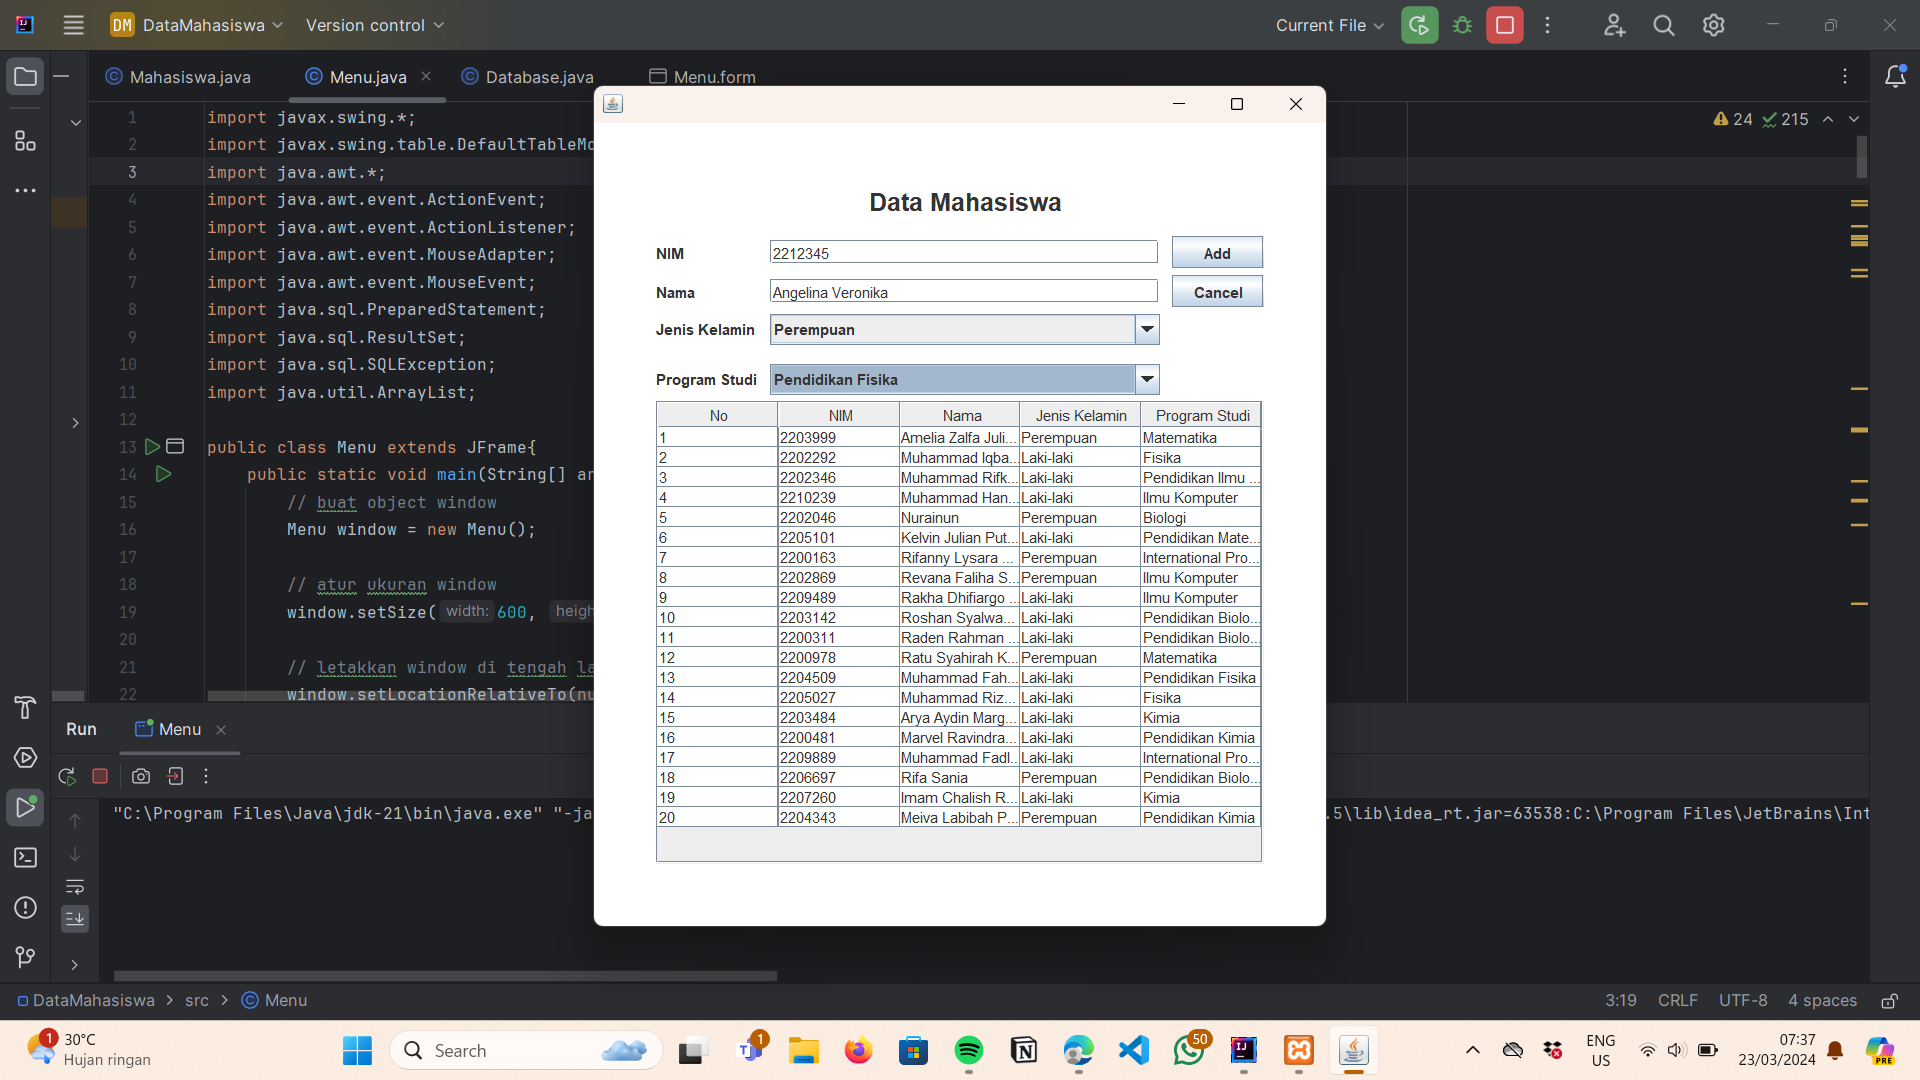 DM DataMahasiswa Version control Current File
Mahasiswa.java Menu.java Database.java Menu.form
24 215
1 import javax.swing.*;
2 import javax.swing.table.DefaultTableMo
3 import java.awt.*;
4 import java.awt.event.ActionEvent;
5 import java.awt.event.ActionListener;
6 import java.awt.event.MouseAdapter;
7 import java.awt.event.MouseEvent;
8 import java.sql.PreparedStatement;
9 import java.sql.ResultSet;
10 import java.sql.SQLException;
11 import java.util.ArrayList;
12
13 public class Menu extends JFrame{
14 public static void main(String[] ar
15 // buat object window
16 Menu window = new Menu();
17
18 // atur ukuran window
19 window.setSize( width: 600, heigh
20
21 // letakkan window di tengah la
22 window.setLocationRelativeTo(nu
Data Mahasiswa
NIM 2212345 Add
Nama Angelina Veronika Cancel
Jenis Kelamin Perempuan
Program Studi Pendidikan Fisika
No NIM Nama Jenis Kelamin Program Studi
1 2203999 Amelia Zalfa Juli... Perempuan Matematika
2 2202292 Muhammad Iqba... Laki-laki Fisika
3 2202346 Muhammad Rifk... Laki-laki Pendidikan Ilmu ...
4 2210239 Muhammad Han... Laki-laki Ilmu Komputer
5 2202046 Nurainun Perempuan Biologi
6 2205101 Kelvin Julian Put... Laki-laki Pendidikan Mate...
7 2200163 Rifanny Lysara ... Perempuan International Pro...
8 2202869 Revana Faliha S... Perempuan Ilmu Komputer
9 2209489 Rakha Dhifiargo ... Laki-laki Ilmu Komputer
10 2203142 Roshan Syalwa... Laki-laki Pendidikan Biolo...
11 2200311 Raden Rahman ... Laki-laki Pendidikan Biolo...
12 2200978 Ratu Syahirah K... Perempuan Matematika
13 2204509 Muhammad Fah... Laki-laki Pendidikan Fisika
14 2205027 Muhammad Riz... Laki-laki Fisika
15 2203484 Arya Aydin Marg... Laki-laki Kimia
16 2200481 Marvel Ravindra... Laki-laki Pendidikan Kimia
17 2209889 Muhammad Fadl... Laki-laki International Pro...
18 2206697 Rifa Sania Perempuan Pendidikan Biolo...
19 2207260 Imam Chalish R... Laki-laki Kimia
20 2204343 Meiva Labibah P... Perempuan Pendidikan Kimia
Run Menu
"C:\Program Files\Java\jdk-21\bin\java.exe" "-ja .5\lib\idea_rt.jar=63538:C:\Program Files\JetBrains\Int
DataMahasiswa > src > Menu 3:19 CRLF UTF-8 4 spaces
1 30°C
Hujan ringan
Search
1
50
ENG
US
07:37
23/03/2024
PRE